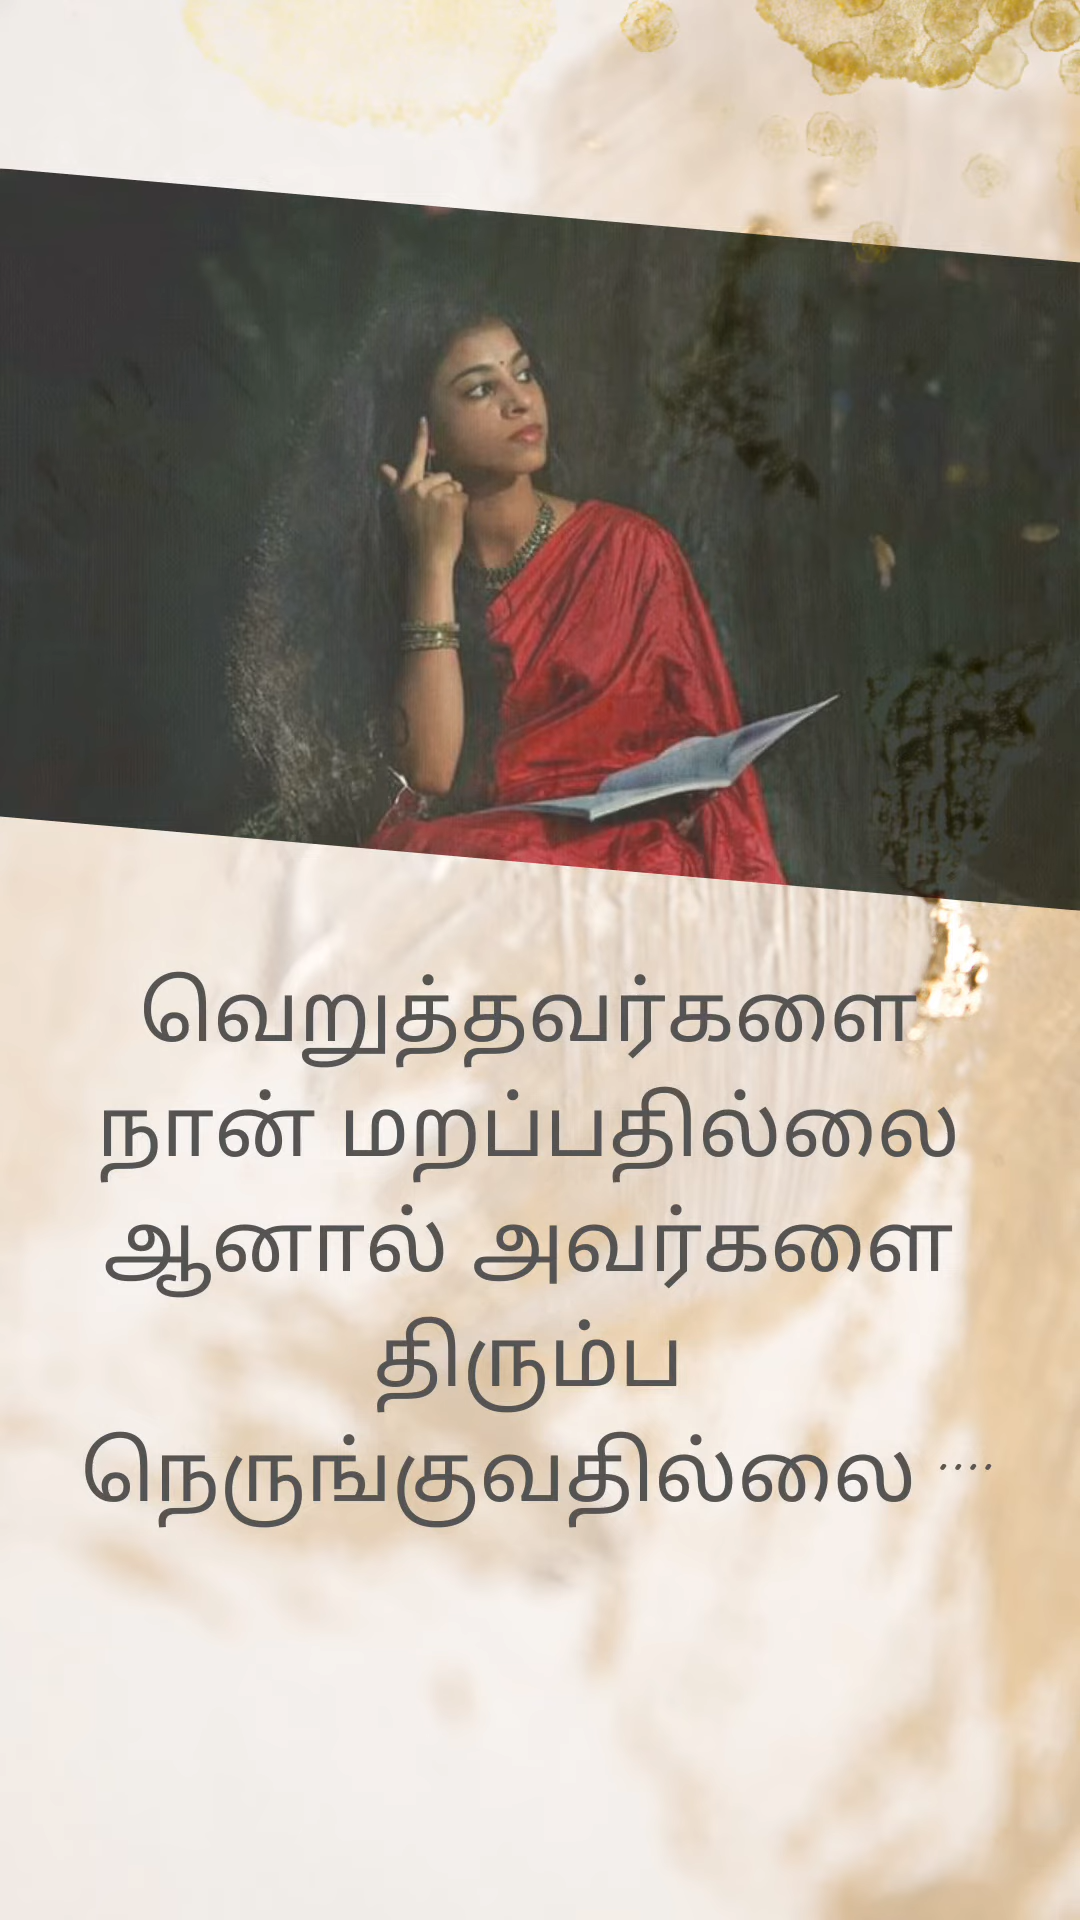 வெறுத்தவர்களை
நான் மறப்பதில்லை
ஆனால் அவர்களை
திரும்ப
நெருங்குவதில்லை ....